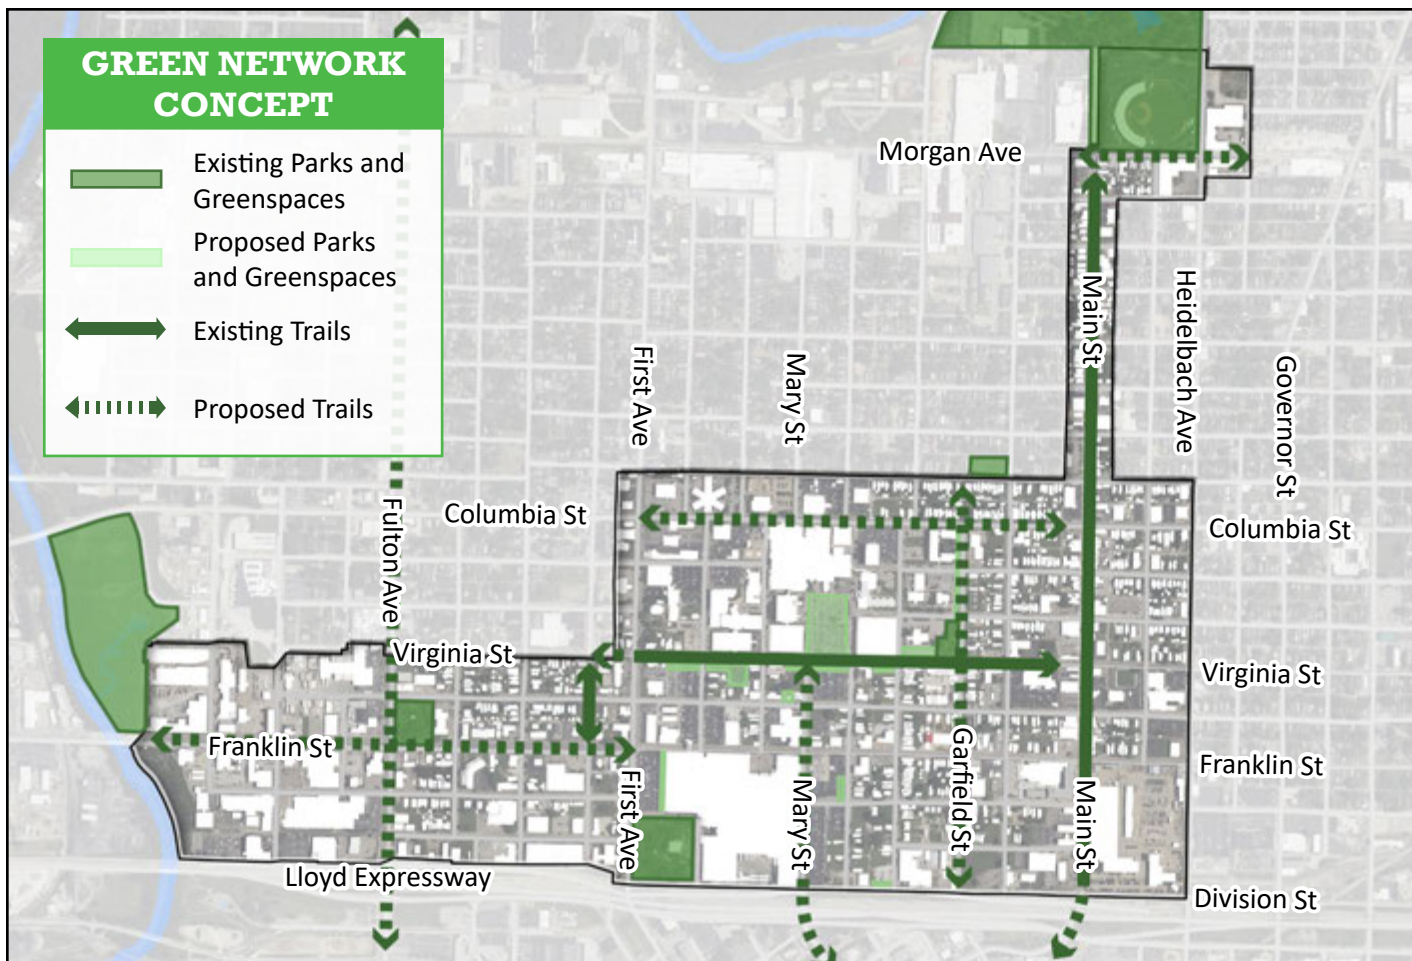 GREEN NETWORK
CONCEPT
Existing Parks and
Greenspaces
Proposed Parks
and Greenspaces
Existing Trails
Proposed Trails
Morgan Ave
Main St
Heidelbach Ave
Governor St
First Ave
Mary St
Fulton Ave
Columbia St
Columbia St
Virginia St
Virginia St
Franklin St
Franklin St
First Ave
Mary St
Garfield St
Main St
Lloyd Expressway
Division St